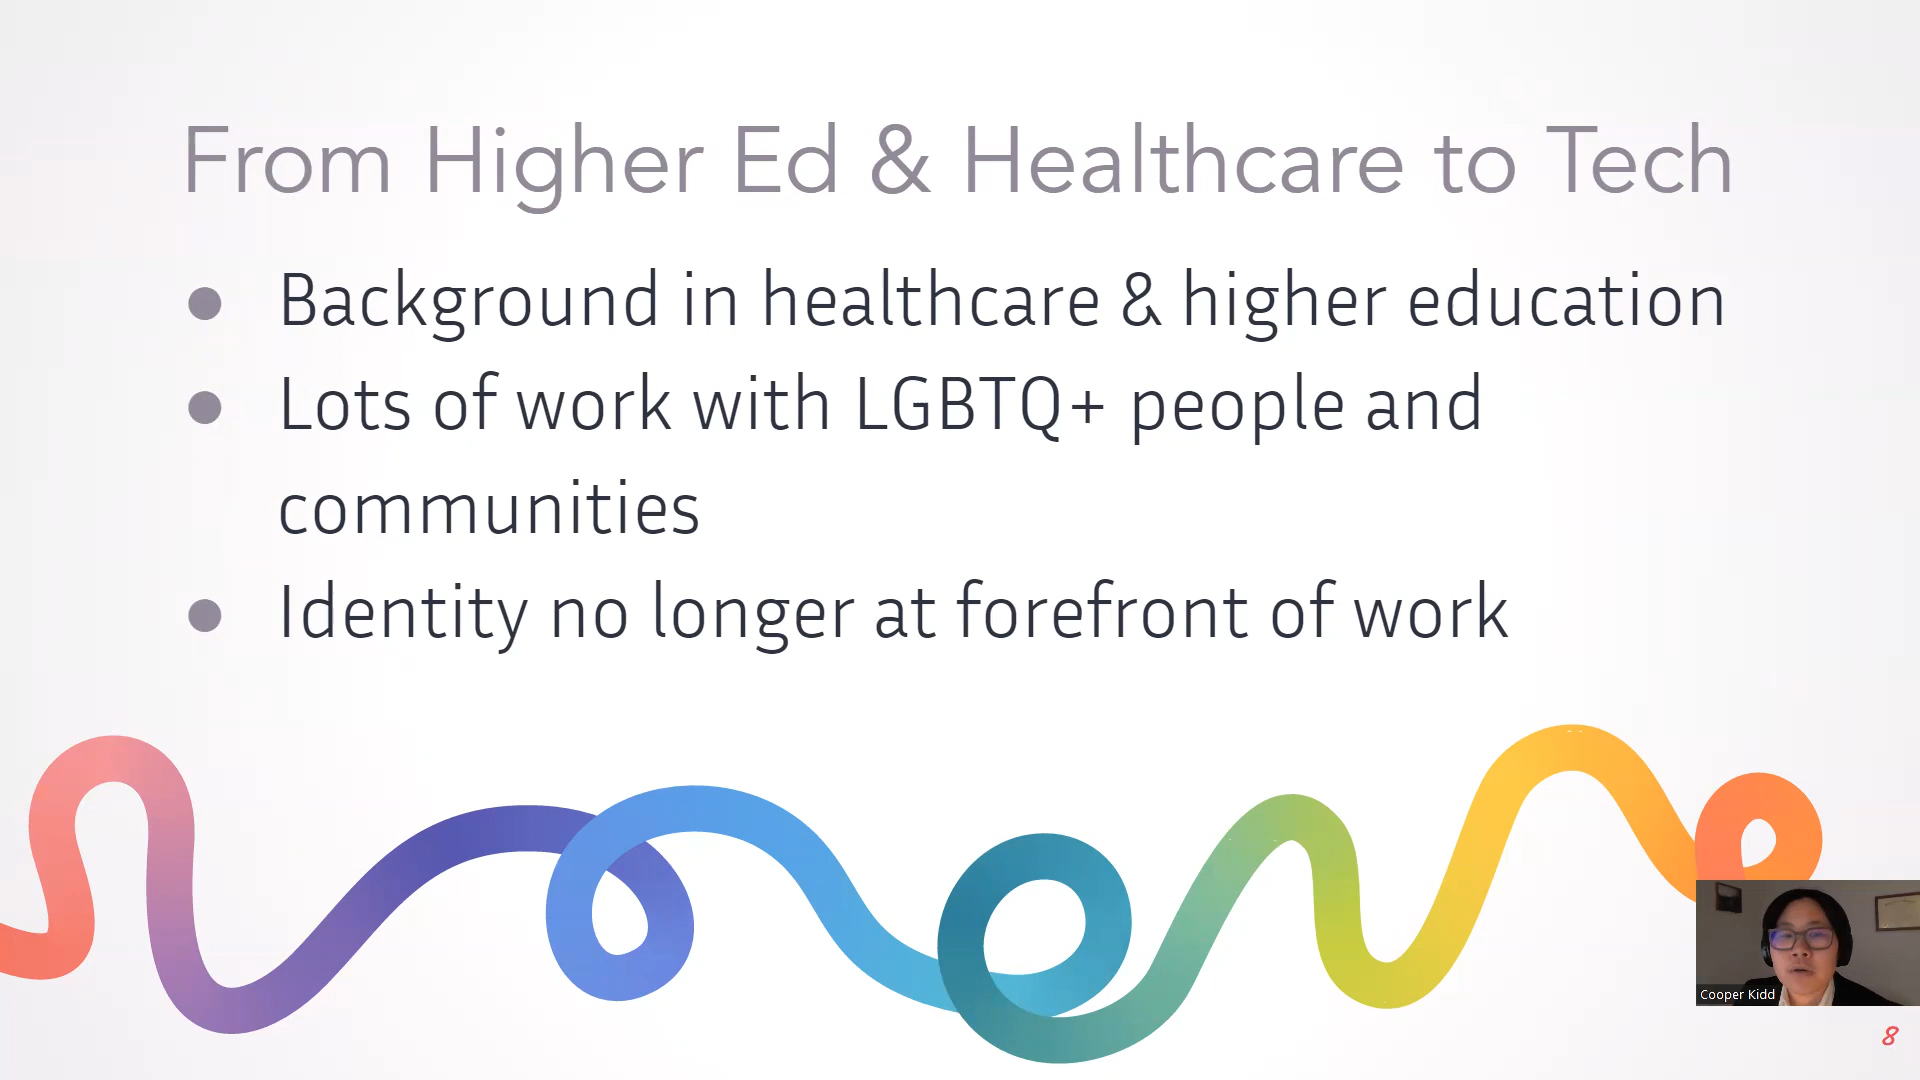 From Higher Ed & Healthcare to Tech
● Background in healthcare & higher education
● Lots of work with LGBTQ+ people and
communities
● Identity no longer at forefront of work
Cooper Kidd
8